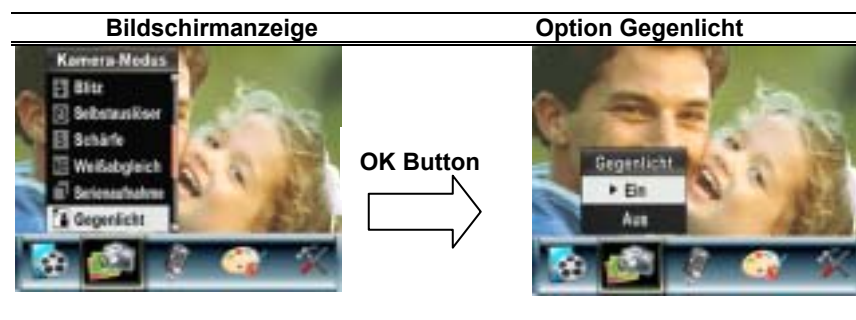 Bildschirmanzeige
Option Gegenlicht
Kamera-Modus
Blitz
Selbstauslöser
Schärfe
Weißabgleich
Serienaufnahme
Gegenlicht
OK Button
Gegenlicht
Ein
Aus